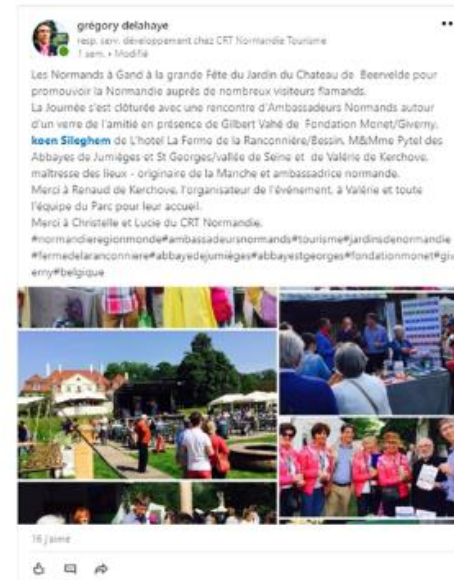 grégory delahaye
resp. serv. développement chez CRT Normandie Tourisme
1 sem. • Modifié
Les Normands à Gand à la grande Fête du Jardin du Chateau de Beervelde pour
promouvoir la Normandie auprès de nombreux visiteurs flamands.
La Journée s'est clôturée avec une rencontre d'Ambassadeurs Normands autour
d'un verre de l'amitié en présence de Gilbert Vahé de Fondation Monet/Giverny,
koen Sileghem de L'hotel La Ferme de la Ranconnière/Bessin, M&Mme Pytel des
Abbayes de Jumièges et St Georges/vallée de Seine et de Valérie de Kerchove,
maîtresse des lieux - originaire de la Manche et ambassadrice normande.
Merci à Renaud de Kerchove, l'organisateur de l'événement, à Valérie et toute
l'équipe du Parc pour leur accueil.
Merci à Christelle et Lucie du CRT Normandie.
#normandieregionmonde#ambassadeursnormands#tourisme#jardinsdenormandie
#fermedelaranconniere#abbayedejumièges#abbayestgeorges#fondationmonet#giv
erny#belgique
16 j'aime